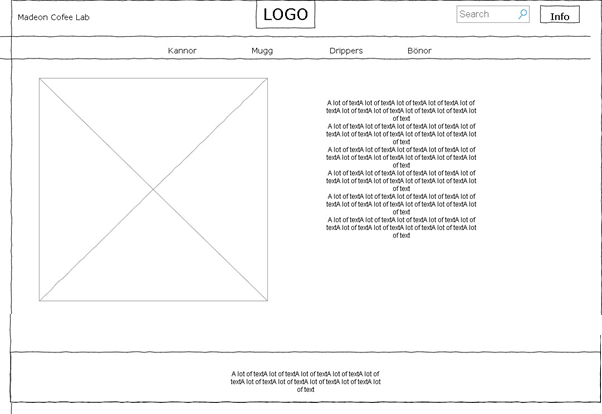 Madeon Cofee Lab
LOGO
Search
Info
Kannor Mugg Drippers Bönor
A lot of textA lot of textA lot of textA lot of textA lot of
textA lot of textA lot of textA lot of textA lot of textA lot
of text
A lot of textA lot of textA lot of textA lot of textA lot of
textA lot of textA lot of textA lot of textA lot of textA lot
of text
A lot of textA lot of textA lot of textA lot of textA lot of
textA lot of textA lot of textA lot of textA lot of textA lot
of text
A lot of textA lot of textA lot of textA lot of textA lot of
textA lot of textA lot of textA lot of textA lot of textA lot
of text
A lot of textA lot of textA lot of textA lot of textA lot of
textA lot of textA lot of textA lot of textA lot of textA lot
of text
A lot of textA lot of textA lot of textA lot of textA lot of
textA lot of textA lot of textA lot of textA lot of textA lot
of text
A lot of textA lot of textA lot of textA lot of textA lot of
textA lot of textA lot of textA lot of textA lot of textA lot
of text